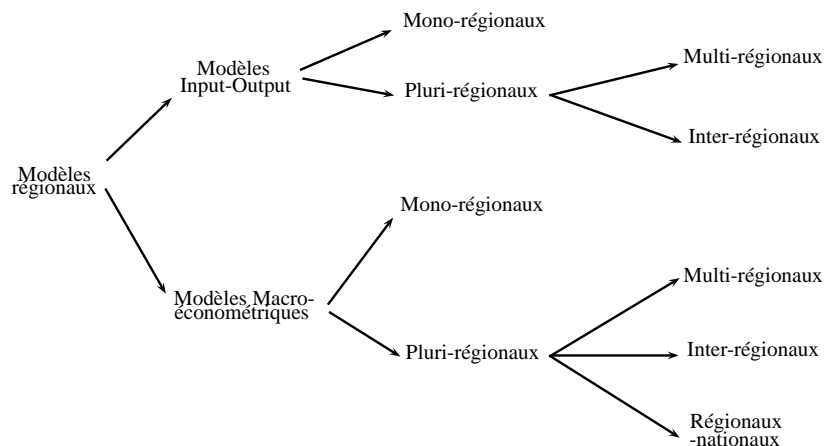 Mono-régionaux
Modèles
Input-Output
Multi-régionaux
Pluri-régionaux
Inter-régionaux
Modèles
régionaux
Mono-régionaux
Modèles Macro-
économétriques
Multi-régionaux
Pluri-régionaux
Inter-régionaux
Régionaux
-nationaux